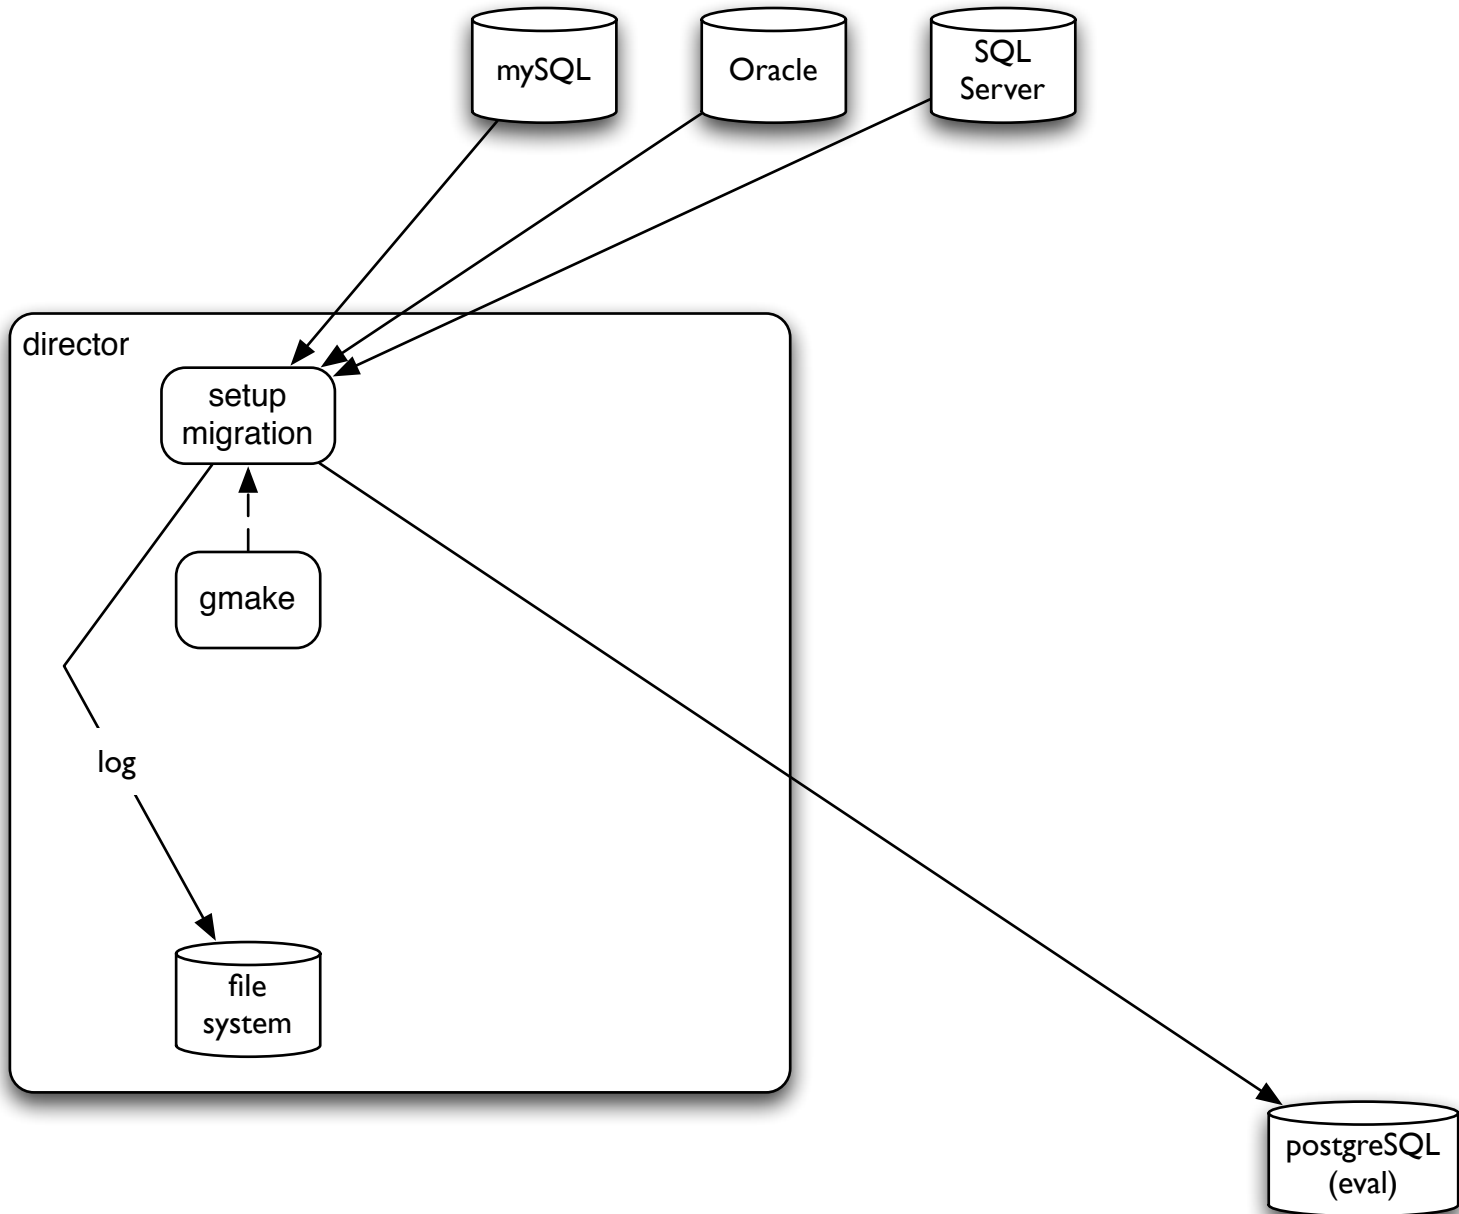 mySQL
Oracle
SQL
Server
director
setup
migration
gmake
log
file
system
postgreSQL
(eval)